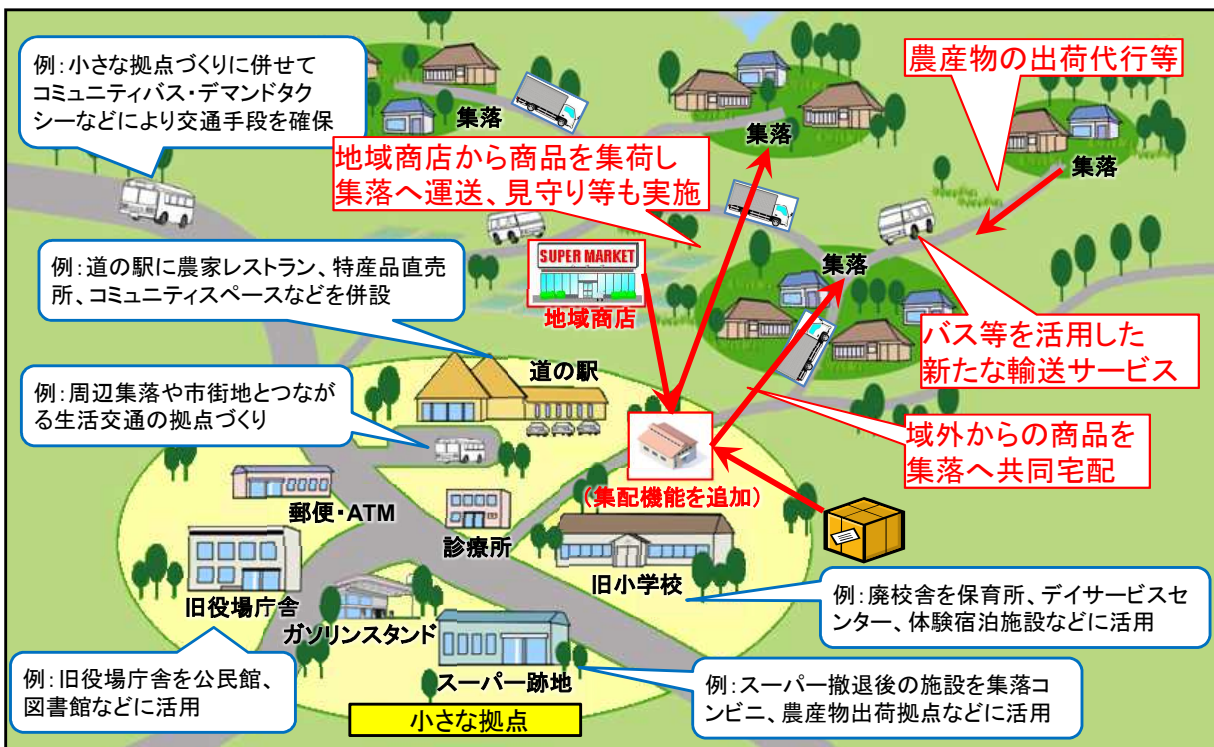 例：小さな拠点づくりに併せて
コミュニティバス・デマンドタク
シーなどにより交通手段を確保
集落
農産物の出荷代行等
集落
集落
地域商店から商品を集荷し
集落へ運送、見守り等も実施
例：道の駅に農家レストラン、特産品直売
所、コミュニティスペースなどを併設
SUPER MARKET
地域商店
集落
バス等を活用した
新たな輸送サービス
道の駅
例：周辺集落や市街地とつなが
る生活交通の拠点づくり
域外からの商品を
集落へ共同宅配
（集配機能を追加）
郵便・ATM
診療所
旧小学校
旧役場庁舎
ガソリンスタンド
例：廃校舎を保育所、デイサービスセ
ンター、体験宿泊施設などに活用
例：旧役場庁舎を公民館、
図書館などに活用
スーパー跡地
例：スーパー撤退後の施設を集落コ
ンビニ、農産物出荷拠点などに活用
小さな拠点